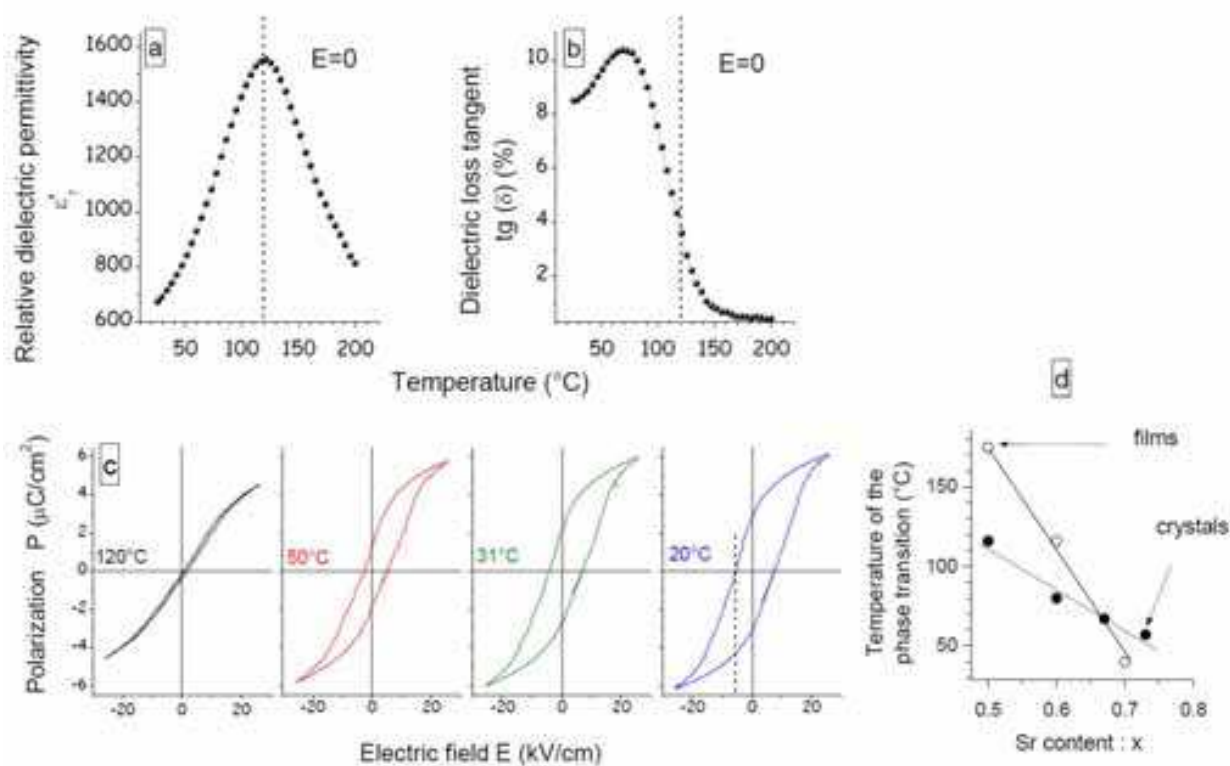 a
E=0
Relative dielectric permittivity
1600
1400
1200
1000
800
600
50 100 150 200
b
E=0
Dielectric loss tangent
tg (δ) (%)
10
8
6
4
2
50 100 150 200
Temperature (°C)
c
Polarization P (μC/cm²)
6
4
2
0
-2
-4
-6
120°C
50°C
31°C
20°C
-20 0 20
-20 0 20
-20 0 20
-20 0 20
Electric field E (kV/cm)
d
films
crystals
Temperature of the
phase transition (°C)
150
100
50
0.5 0.6 0.7 0.8
Sr content : x